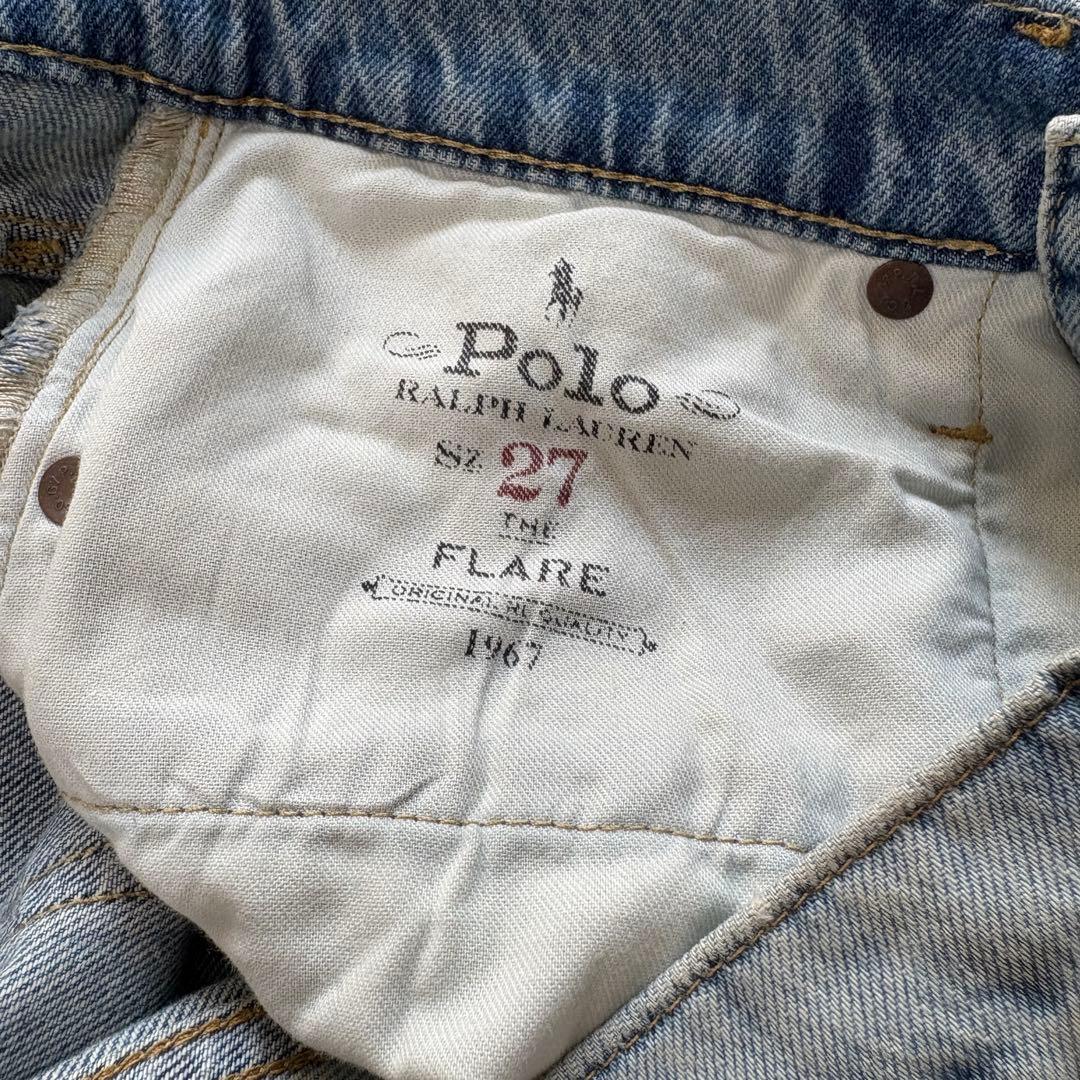 Polo
RALPH LAUREN
Sz 27
THE
FLARE
ORIGINAL HI QUALITY
1967